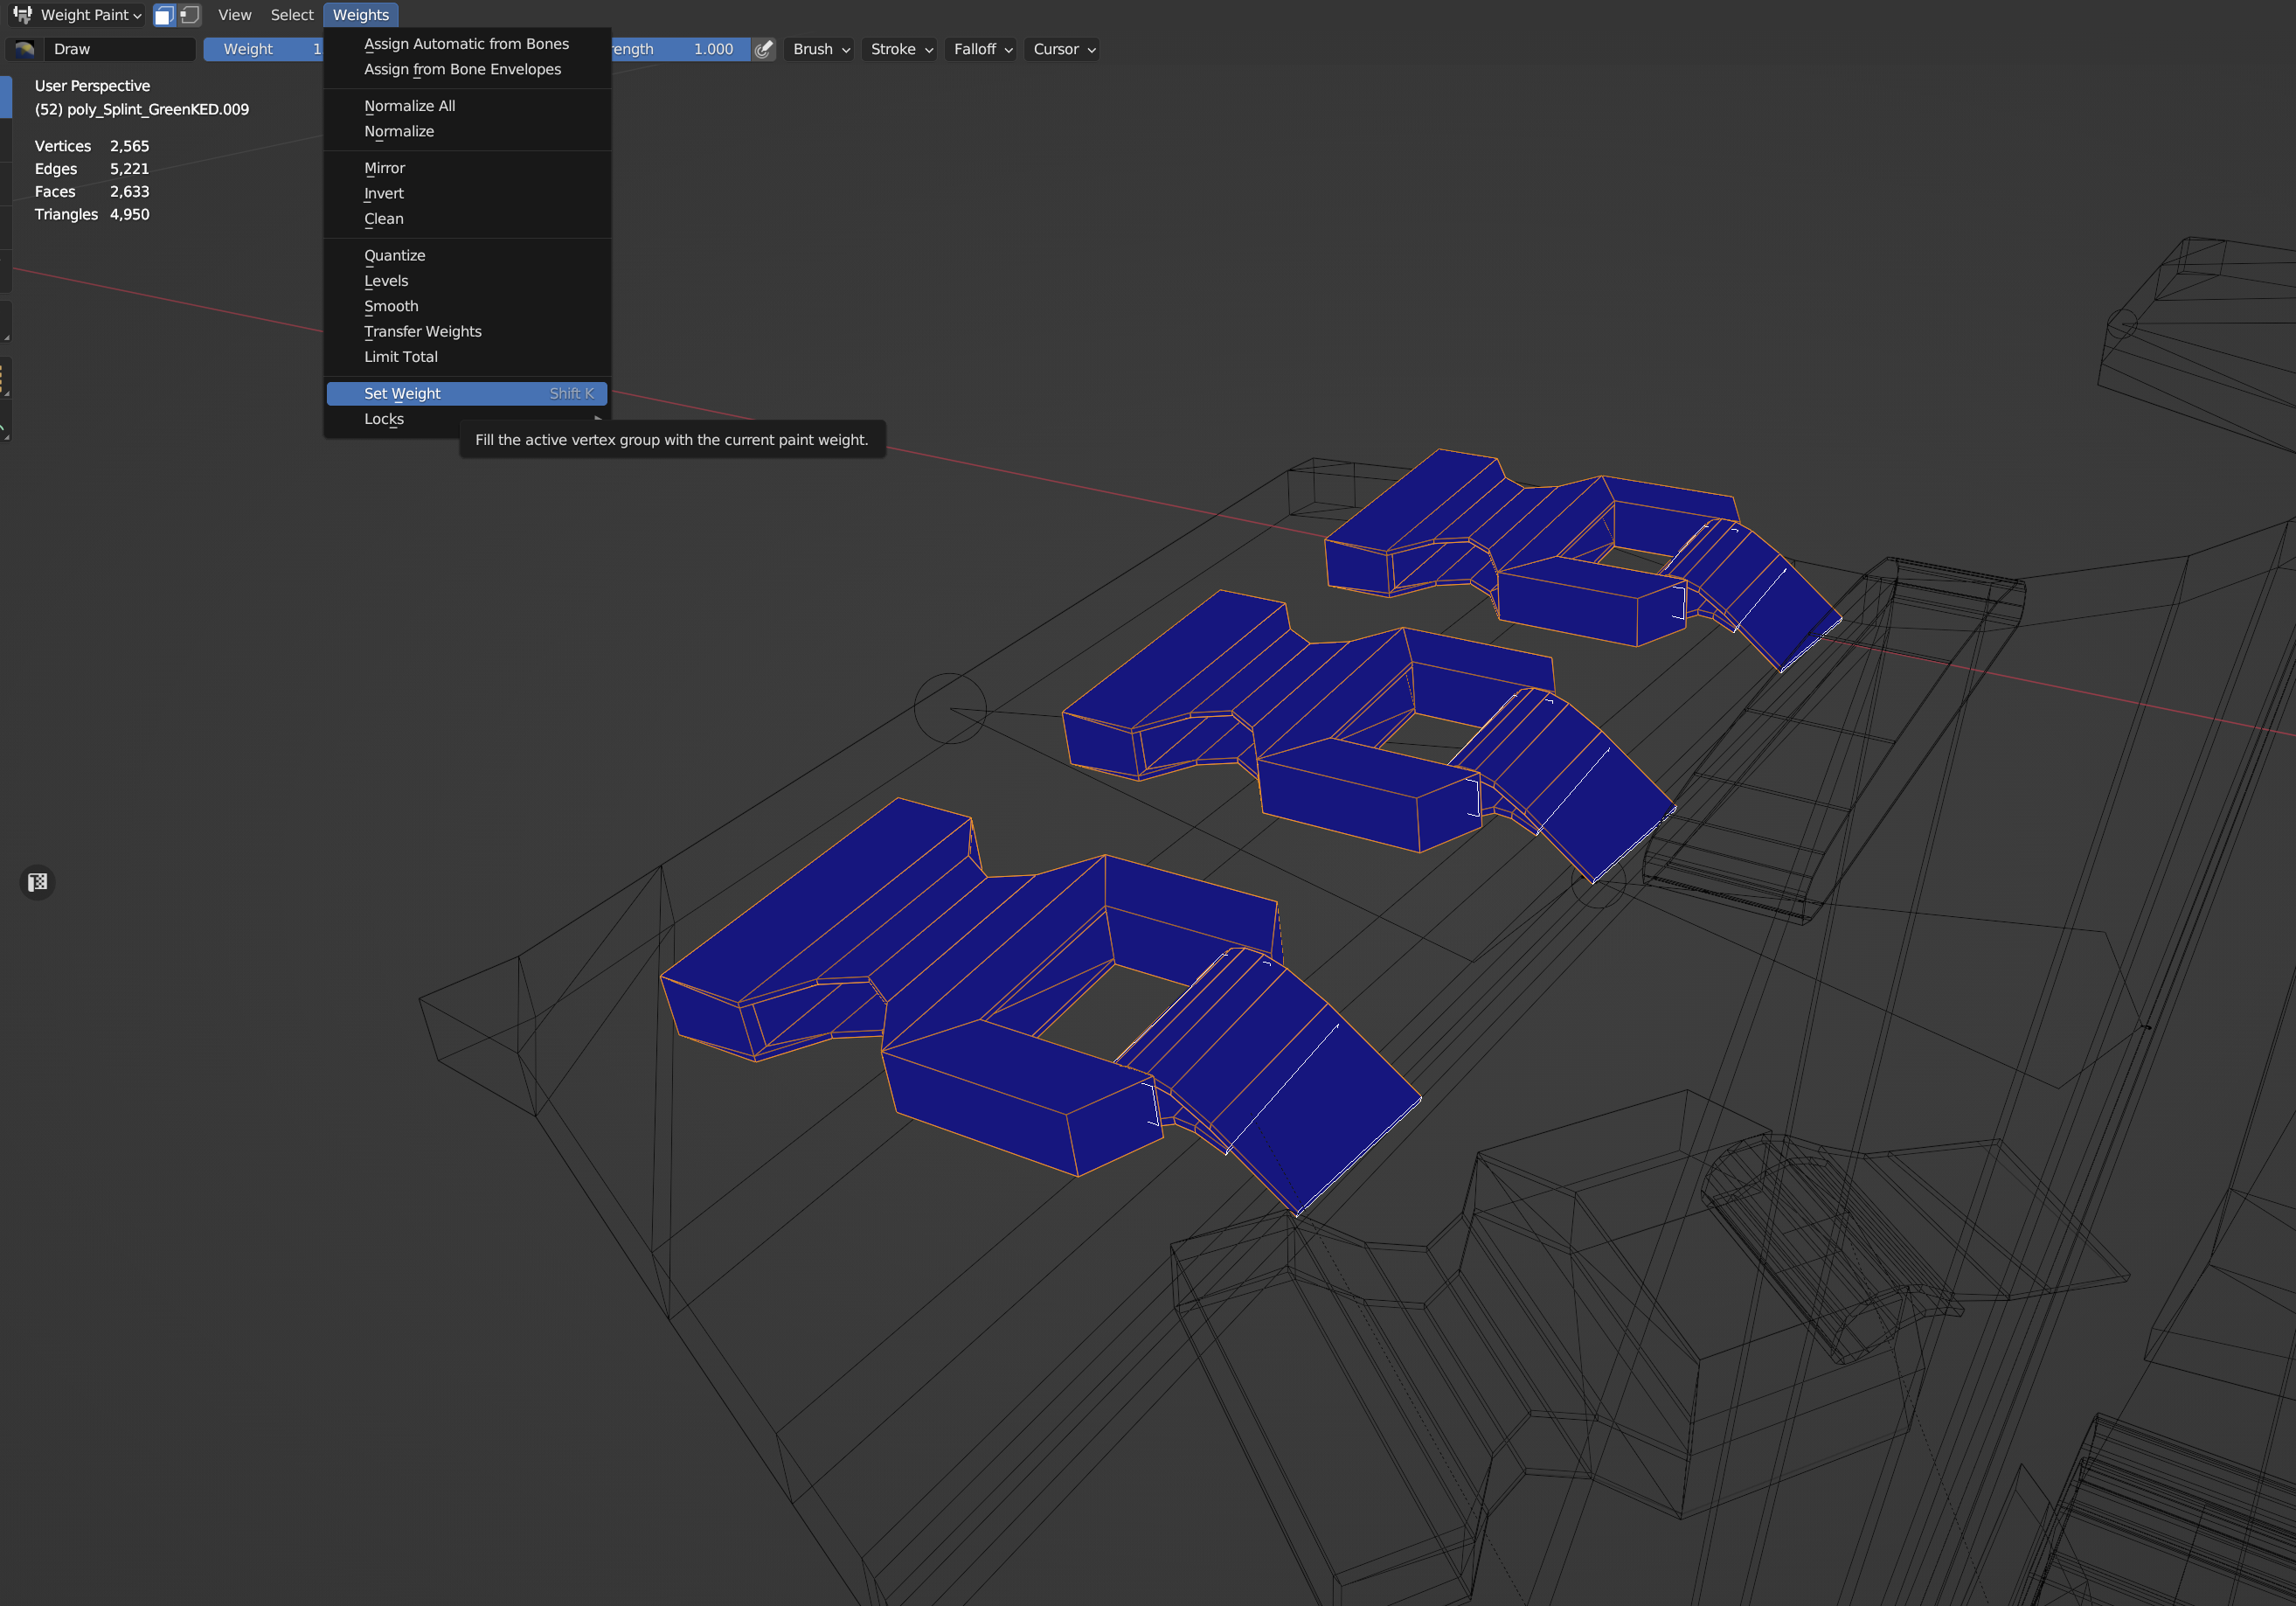 Weight Paint View Select Weights
Draw Weight 1 rength 1.000 Brush Stroke Falloff Cursor
User Perspective
(52) poly_Splint_GreenKED.009
Vertices 2,565
Edges 5,221
Faces 2,633
Triangles 4,950
Assign Automatic from Bones
Assign from Bone Envelopes
Normalize All
Normalize
Mirror
Invert
Clean
Quantize
Levels
Smooth
Transfer Weights
Limit Total
Set Weight Shift K
Locks
Fill the active vertex group with the current paint weight.